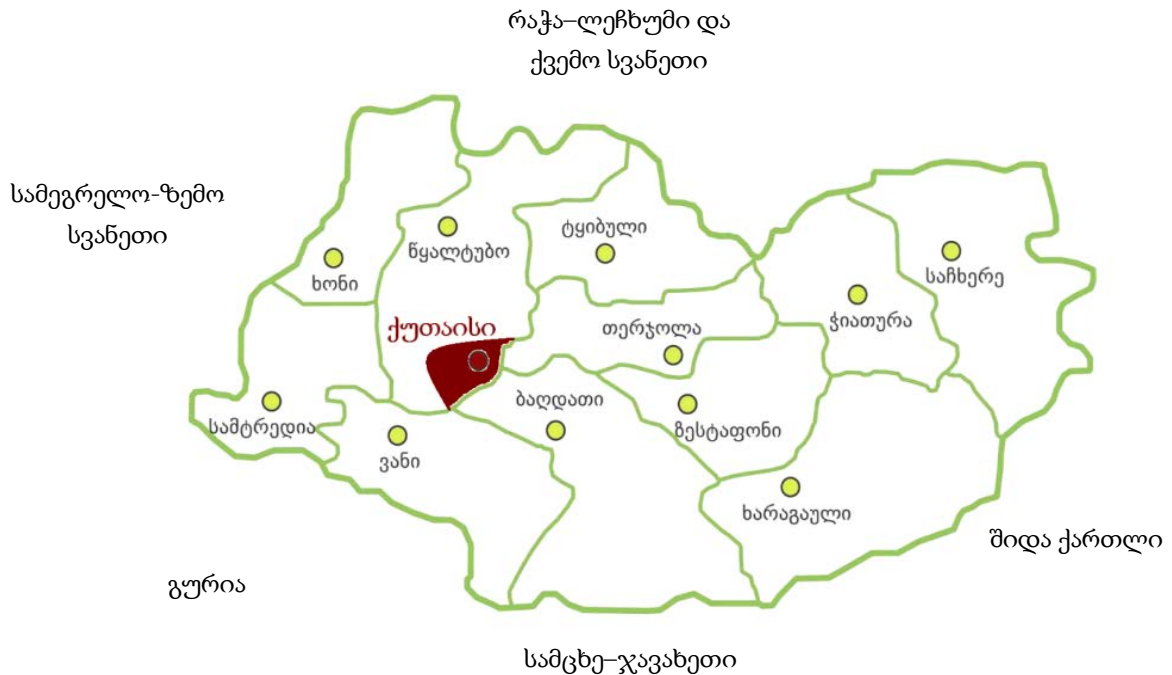 რაჭა–ლეჩხუმი და
ქვემო სვანეთი
სამეგრელო-ზემო
სვანეთი
წყალტუბო
ტყიბული
ხონი
საჩხერე
ჭიათურა
ქუთაისი
თერჯოლა
ბაღდათი
სამტრედია
ვანი
ზესტაფონი
ხარაგაული
შიდა ქართლი
გურია
სამცხე–ჯავახეთი